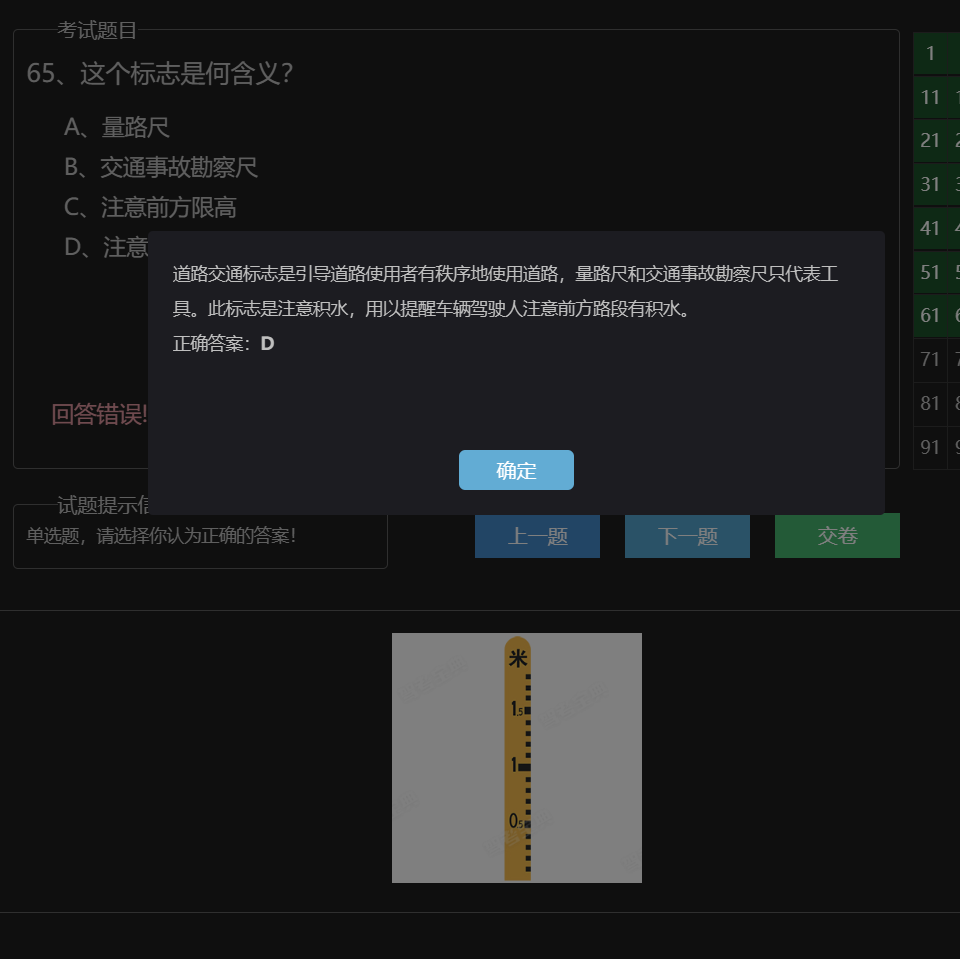 考试题目
65、这个标志是何含义？
A、量路尺
B、交通事故勘察尺
C、注意前方限高
D、注意
道路交通标志是引导道路使用者有秩序地使用道路，量路尺和交通事故勘察尺只代表工
具。此标志是注意积水，用以提醒车辆驾驶人注意前方路段有积水。
正确答案：D
确定
回答错误!
试题提示信
单选题，请选择你认为正确的答案！
上一题
下一题
交卷
1
11
21
31
41
51
61
71
81
91
米
1.5
1
0.5